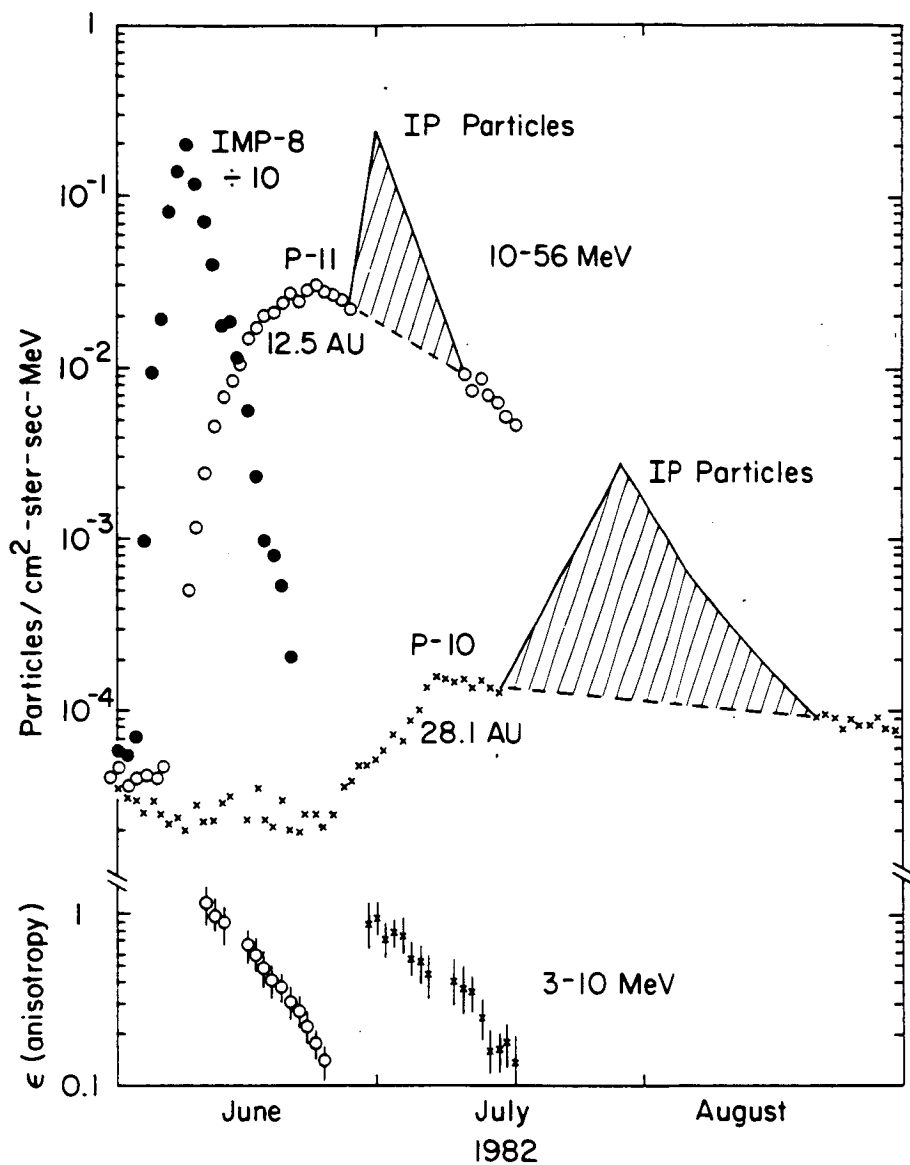 1
IMP-8
÷ 10
IP Particles
10⁻¹
P-11
10-56 MeV
12.5 AU
10⁻²
IP Particles
10⁻³
P-10
10⁻⁴
28.1 AU
Particles/cm²-ster-sec-MeV
1
3-10 MeV
ϵ (anisotropy)
0.1
June July August
1982